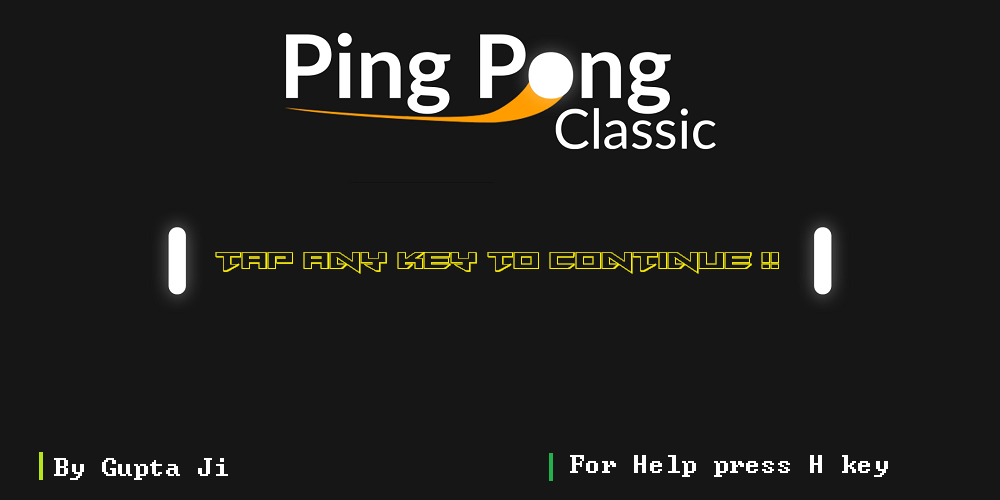 Ping Pong
Classic
TAP ANY KEY TO CONTINUE !!
By Gupta Ji
For Help press H key